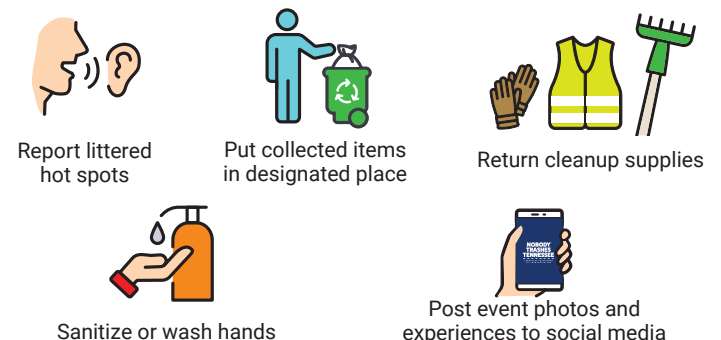 Report littered
hot spots
Put collected items
in designated place
Return cleanup supplies
Sanitize or wash hands
NOBODY
TRASHES
TENNESSEE
Post event photos and
experiences to social media